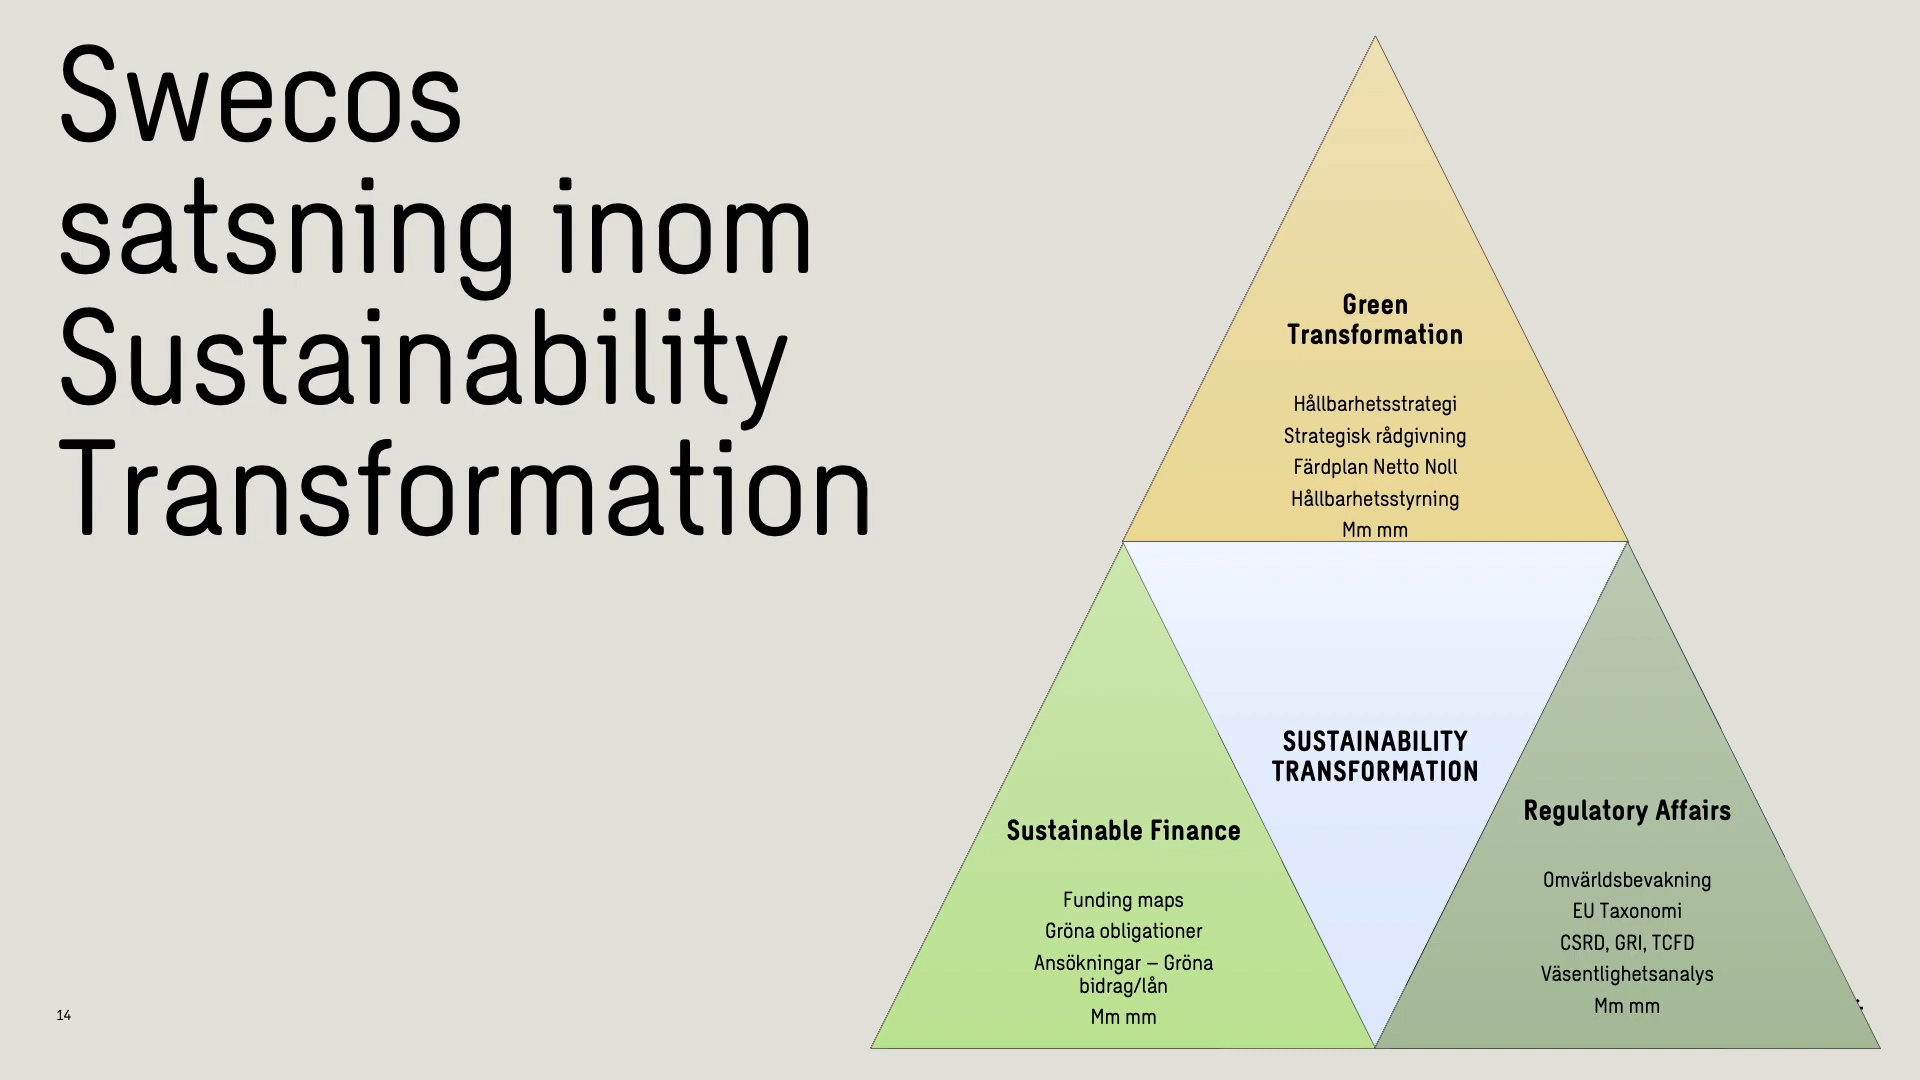 Swecos
satsning inom
Sustainability
Transformation
Green
Transformation
Hållbarhetsstrategi
Strategisk rådgivning
Färdplan Netto Noll
Hållbarhetsstyrning
Mm mm
SUSTAINABILITY
TRANSFORMATION
Sustainable Finance
Funding maps
Gröna obligationer
Ansökningar – Gröna
bidrag/lån
Mm mm
Regulatory Affairs
Omvärldsbevakning
EU Taxonomi
CSRD, GRI, TCFD
Väsentlighetsanalys
Mm mm
14